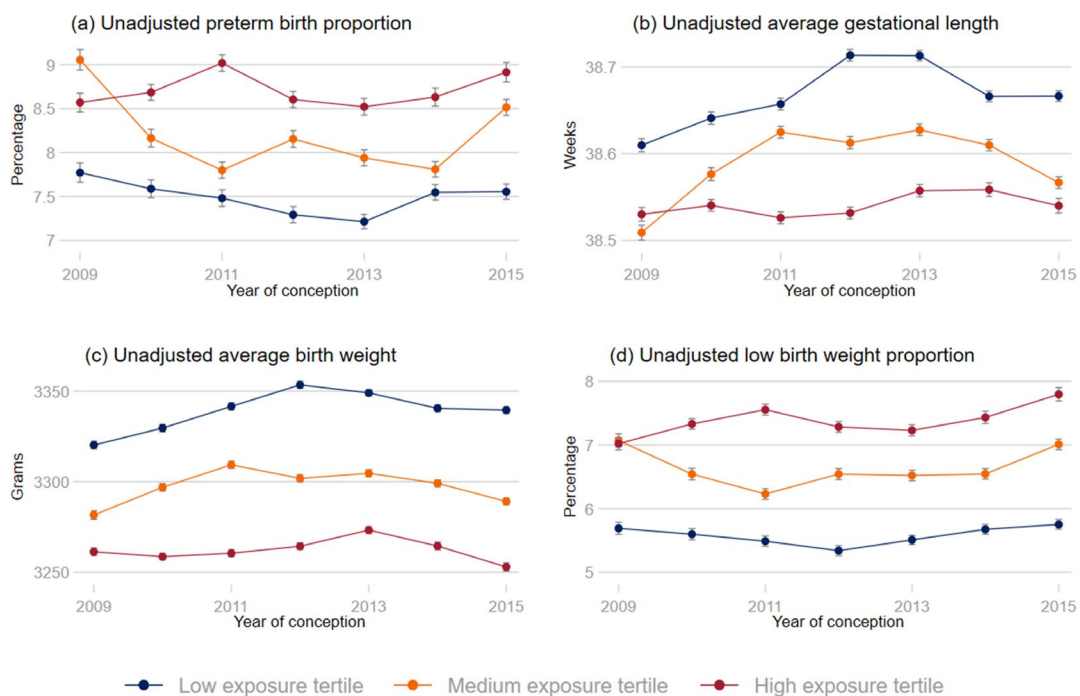 (a) Unadjusted preterm birth proportion
Percentage
9
8.5
8
7.5
7
2009
2011
2013
2015
Year of conception
(b) Unadjusted average gestational length
Weeks
38.7
38.6
38.5
2009
2011
2013
2015
Year of conception
(c) Unadjusted average birth weight
Grams
3350
3300
3250
2009
2011
2013
2015
Year of conception
(d) Unadjusted low birth weight proportion
Percentage
8
7
6
5
2009
2011
2013
2015
Year of conception
Low exposure tertile Medium exposure tertile High exposure tertile